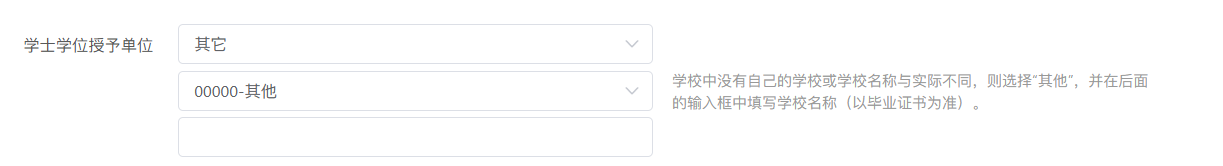 学士学位授予单位
其它
00000-其他
学校中没有自己的学校或学校名称与实际不同，则选择"其他"，并在后面
的输入框中填写学校名称（以毕业证书为准）。